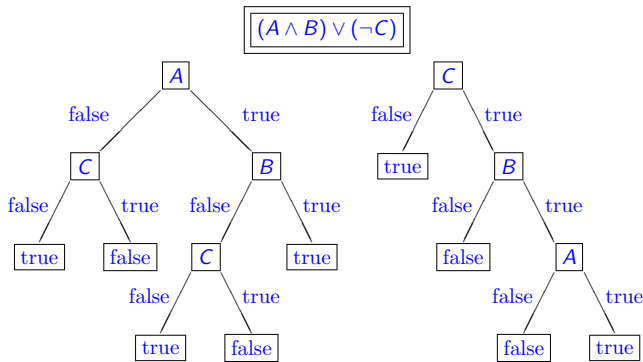 (A ∧ B) ∨ (¬C)
A C
false true false true
C B true B
false true false true false true
true false C true false A
false true false true
true false false true